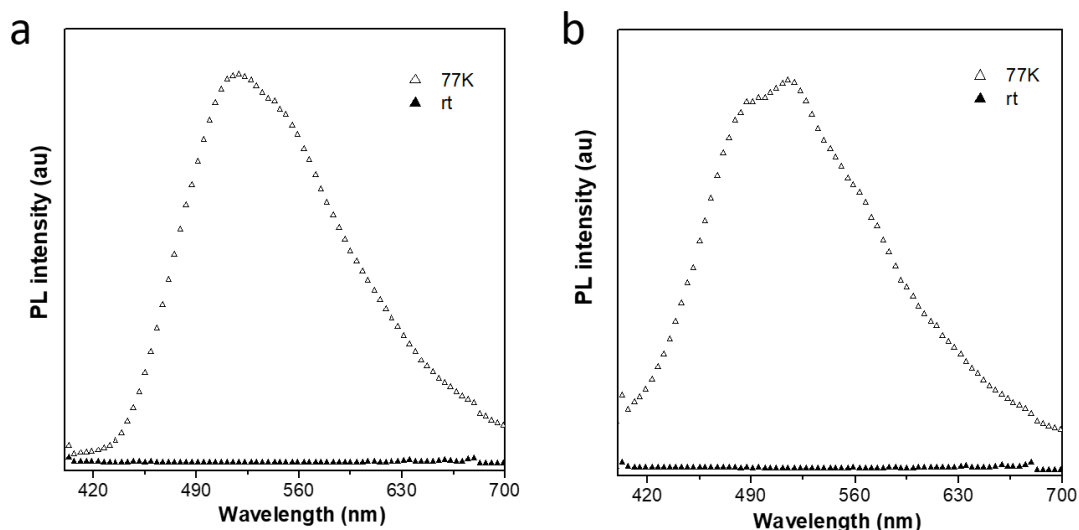 a
77K
rt
PL intensity (au)
420 490 560 630 700
Wavelength (nm)
b
77K
rt
PL intensity (au)
420 490 560 630 700
Wavelength (nm)